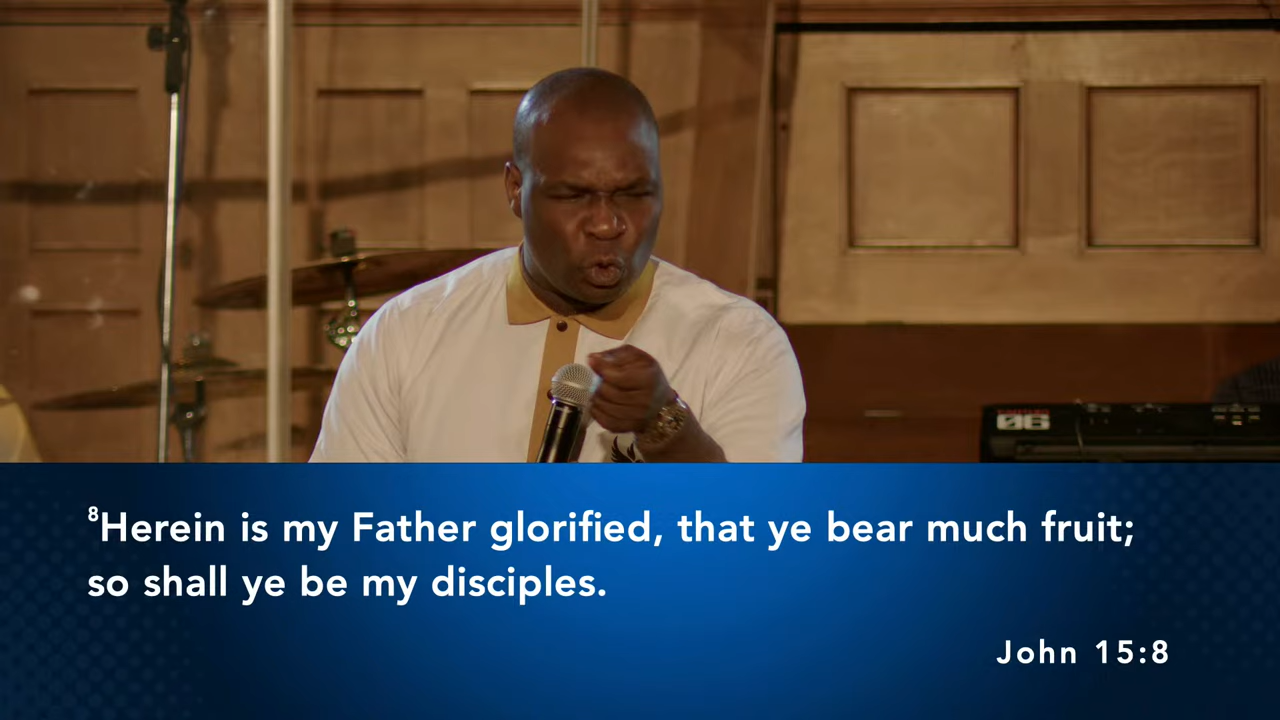 06
⁸Herein is my Father glorified, that ye bear much fruit;
so shall ye be my disciples.
John 15:8